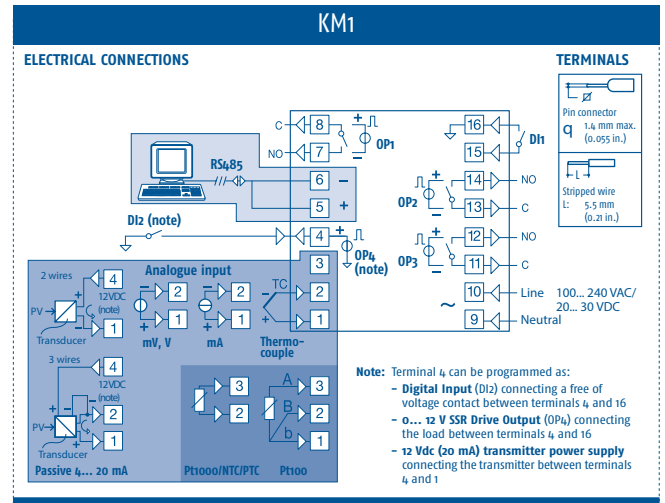 KM1
ELECTRICAL CONNECTIONS
TERMINALS
Pin connector
q 1.4 mm max.
(0.055 in.)
L
Stripped wire
L: 5.5 mm
(0.21 in.)
C 8 + OP1
NO 7 −
RS485
6 −
5 +
DI2 (note)
4 + OP4
− (note)
3
TC − 2
+ 1
Thermo-
couple
16 DI1
15
OP2 + 14 NO
− 13 C
OP3 + 12 NO
− 11 C
~ 10 Line 100... 240 VAC/
20... 30 VDC
9 Neutral
Analogue input
2 wires
4
12VDC
(note)
PV + −
1
Transducer
− 2
+ 1
mV, V
− 2
+ 1
mA
3 wires
4
12VDC
(note)
+ − − 2
PV + 1
Transducer
Passive 4... 20 mA
3
2
Pt1000/NTC/PTC
A 3
B 2
b 1
Pt100
Note: Terminal 4 can be programmed as:
– Digital Input (DI2) connecting a free of
voltage contact between terminals 4 and 16
– 0... 12 V SSR Drive Output (OP4) connecting
the load between terminals 4 and 16
– 12 Vdc (20 mA) transmitter power supply
connecting the transmitter between terminals
4 and 1